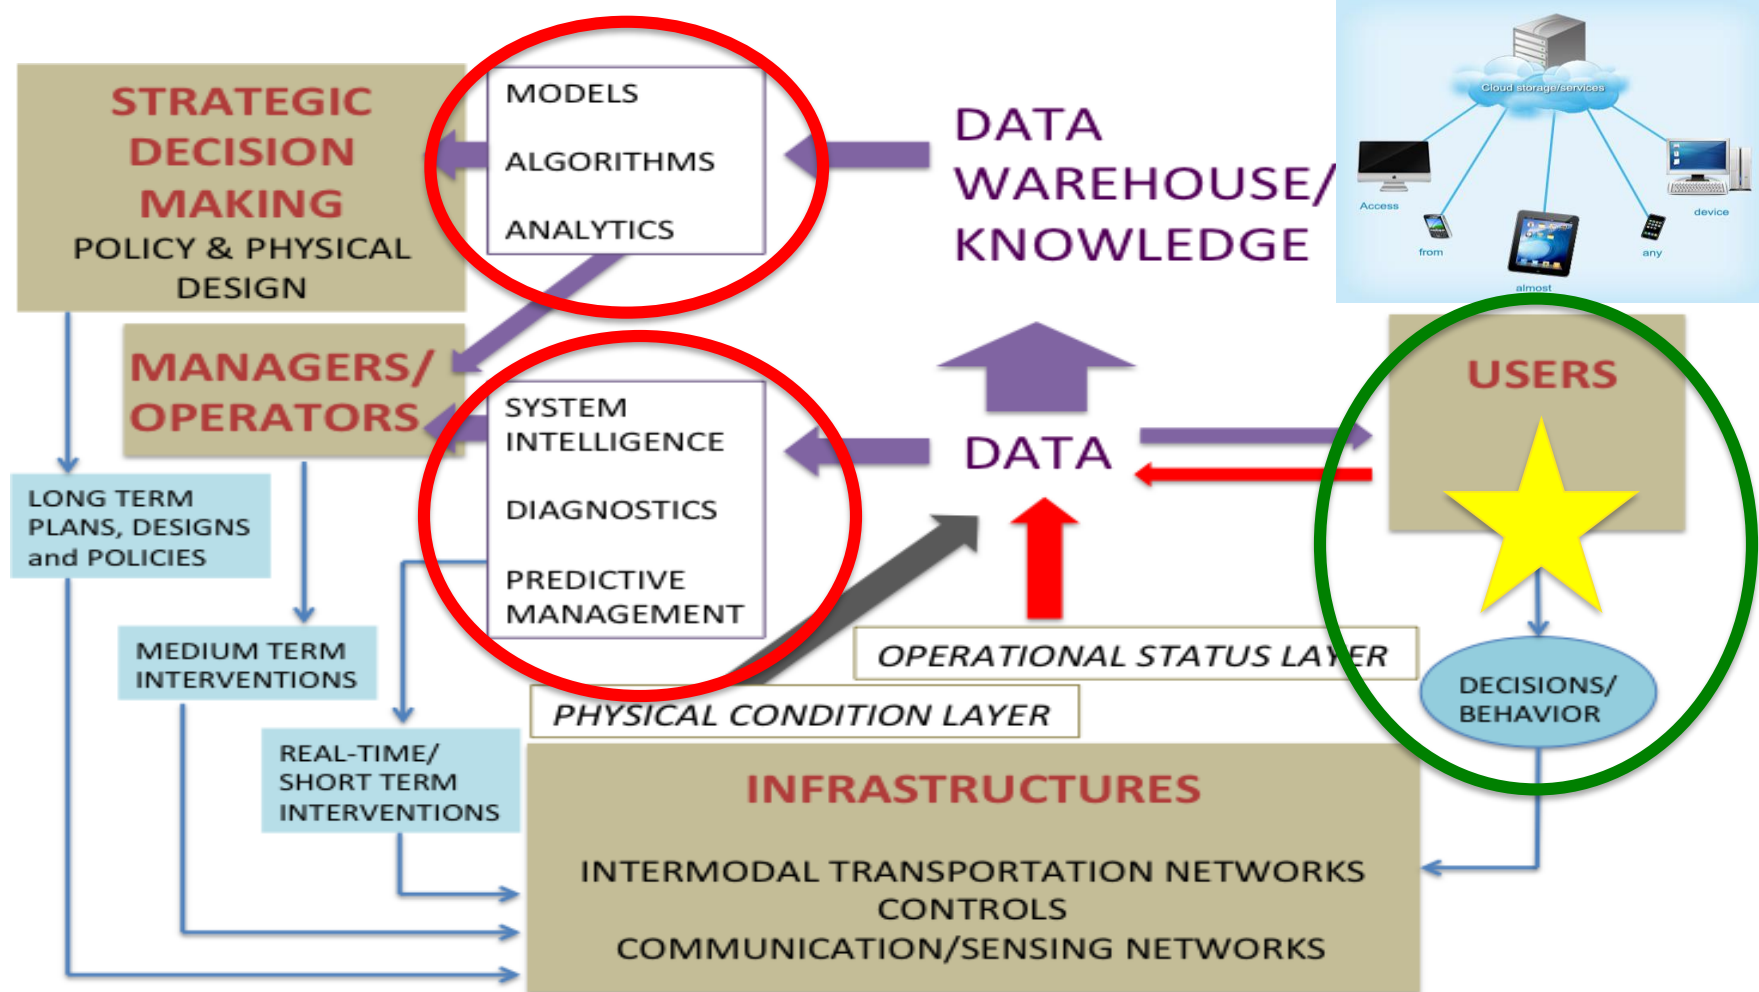 STRATEGIC
DECISION
MAKING
POLICY & PHYSICAL
DESIGN
MODELS
ALGORITHMS
ANALYTICS
DATA
WAREHOUSE/
KNOWLEDGE
Cloud storage/services
Access
from
almost
any
device
MANAGERS/
OPERATORS
SYSTEM
INTELLIGENCE
DIAGNOSTICS
PREDICTIVE
MANAGEMENT
DATA
USERS
LONG TERM
PLANS, DESIGNS
and POLICIES
MEDIUM TERM
INTERVENTIONS
REAL-TIME/
SHORT TERM
INTERVENTIONS
OPERATIONAL STATUS LAYER
PHYSICAL CONDITION LAYER
DECISIONS/
BEHAVIOR
INFRASTRUCTURES
INTERMODAL TRANSPORTATION NETWORKS
CONTROLS
COMMUNICATION/SENSING NETWORKS